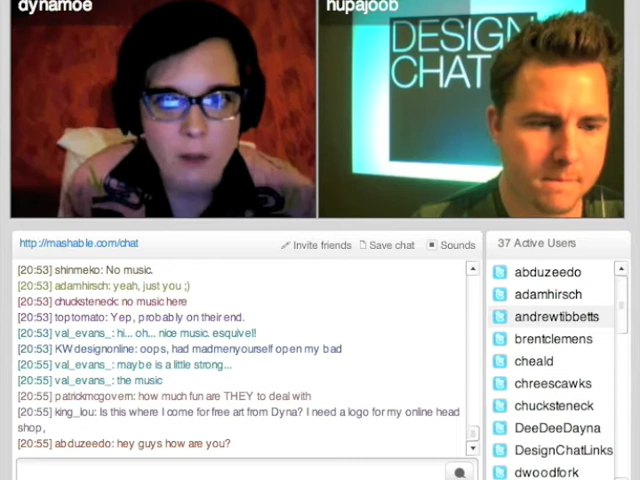 dynamoe
hupajoob
DESIGN
CHAT
http://mashable.com/chat
Invite friends
Save chat
Sounds
37 Active Users
[20:53] shinmeko: No music.
[20:54] adamhirsch: yeah, just you ;)
[20:53] chucksteneck: no music here
[20:53] toptomato: Yep, probably on their end.
[20:53] val_evans_: hi... oh... nice music. esquivel!
[20:53] KWdesignonline: oops, had madmenyourself open my bad
[20:55] val_evans_: maybe is a little strong...
[20:55] val_evans_: the music
[20:55] patrickmcgovern: how much fun are THEY to deal with
[20:55] king_lou: Is this where I come for free art from Dyna? I need a logo for my online head
shop,
[20:55] abduzeedo: hey guys how are you?
abduzeedo
adamhirsch
andrewtibbetts
brentclemens
cheald
chreescawks
chucksteneck
DeeDeeDayna
DesignChatLinks
dwoodfork